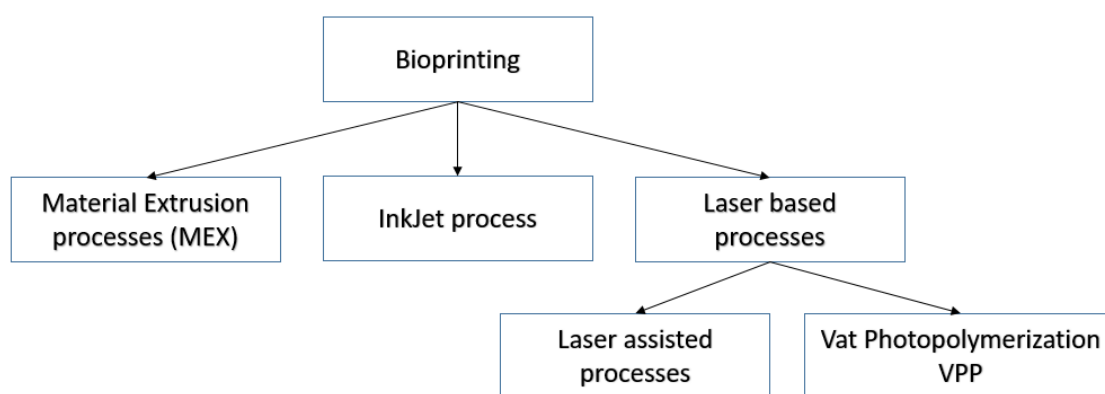 Bioprinting
Material Extrusion
processes (MEX)
InkJet process
Laser based
processes
Laser assisted
processes
Vat Photopolymerization
VPP